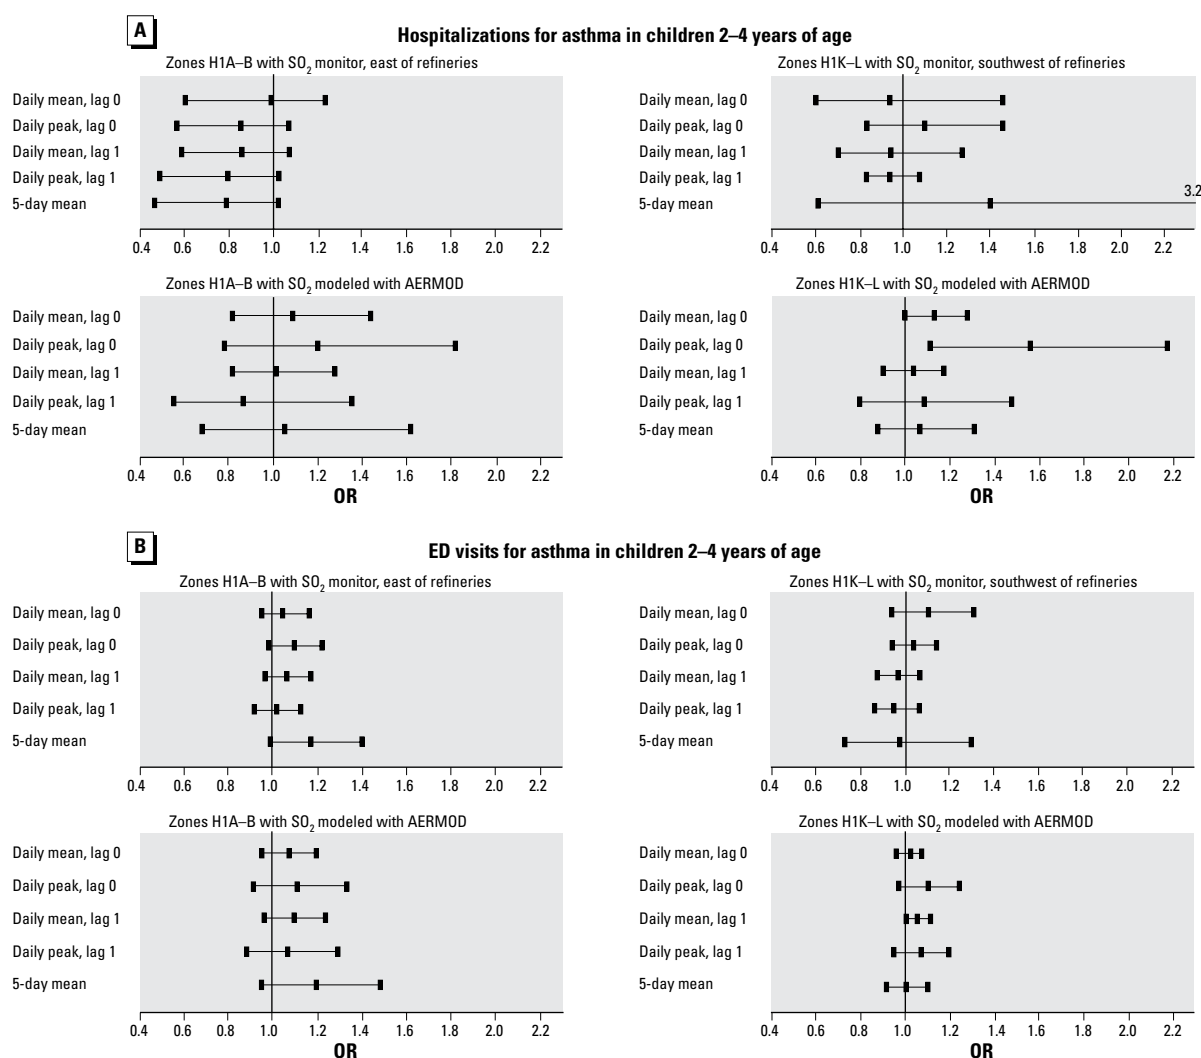 A
Hospitalizations for asthma in children 2–4 years of age
Zones H1A–B with SO2 monitor, east of refineries
Daily mean, lag 0
Daily peak, lag 0
Daily mean, lag 1
Daily peak, lag 1
5-day mean
0.4 0.6 0.8 1.0 1.2 1.4 1.6 1.8 2.0 2.2
Zones H1K–L with SO2 monitor, southwest of refineries
Daily mean, lag 0
Daily peak, lag 0
Daily mean, lag 1
Daily peak, lag 1
3.2
5-day mean
0.4 0.6 0.8 1.0 1.2 1.4 1.6 1.8 2.0 2.2
Zones H1A–B with SO2 modeled with AERMOD
Daily mean, lag 0
Daily peak, lag 0
Daily mean, lag 1
Daily peak, lag 1
5-day mean
0.4 0.6 0.8 1.0 1.2 1.4 1.6 1.8 2.0 2.2
OR
Zones H1K–L with SO2 modeled with AERMOD
Daily mean, lag 0
Daily peak, lag 0
Daily mean, lag 1
Daily peak, lag 1
5-day mean
0.4 0.6 0.8 1.0 1.2 1.4 1.6 1.8 2.0 2.2
OR
B
ED visits for asthma in children 2–4 years of age
Zones H1A–B with SO2 monitor, east of refineries
Daily mean, lag 0
Daily peak, lag 0
Daily mean, lag 1
Daily peak, lag 1
5-day mean
0.4 0.6 0.8 1.0 1.2 1.4 1.6 1.8 2.0 2.2
Zones H1K–L with SO2 monitor, southwest of refineries
Daily mean, lag 0
Daily peak, lag 0
Daily mean, lag 1
Daily peak, lag 1
5-day mean
0.4 0.6 0.8 1.0 1.2 1.4 1.6 1.8 2.0 2.2
Zones H1A–B with SO2 modeled with AERMOD
Daily mean, lag 0
Daily peak, lag 0
Daily mean, lag 1
Daily peak, lag 1
5-day mean
0.4 0.6 0.8 1.0 1.2 1.4 1.6 1.8 2.0 2.2
OR
Zones H1K–L with SO2 modeled with AERMOD
Daily mean, lag 0
Daily peak, lag 0
Daily mean, lag 1
Daily peak, lag 1
5-day mean
0.4 0.6 0.8 1.0 1.2 1.4 1.6 1.8 2.0 2.2
OR